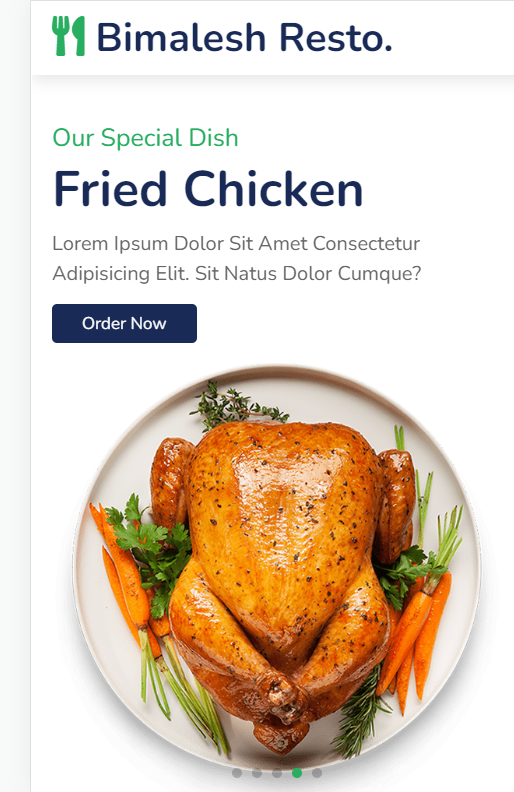 Bimalesh Resto.
Our Special Dish
Fried Chicken
Lorem Ipsum Dolor Sit Amet Consectetur
Adipisicing Elit. Sit Natus Dolor Cumque?
Order Now